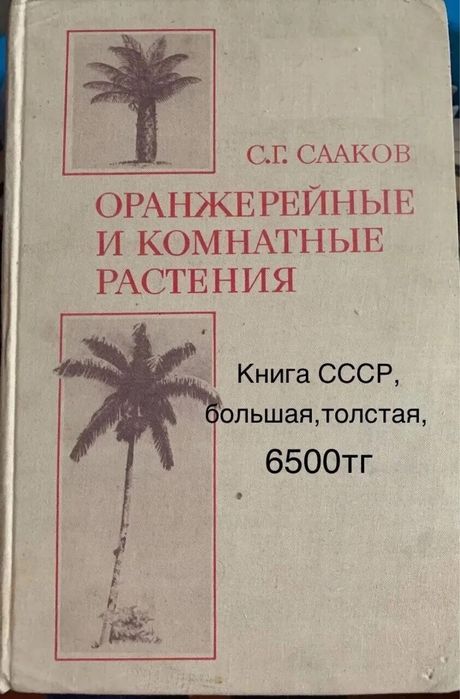 С.Г. СААКОВ
ОРАНЖЕРЕЙНЫЕ
И КОМНАТНЫЕ
РАСТЕНИЯ
Книга СССР,
большая,толстая,
6500тг